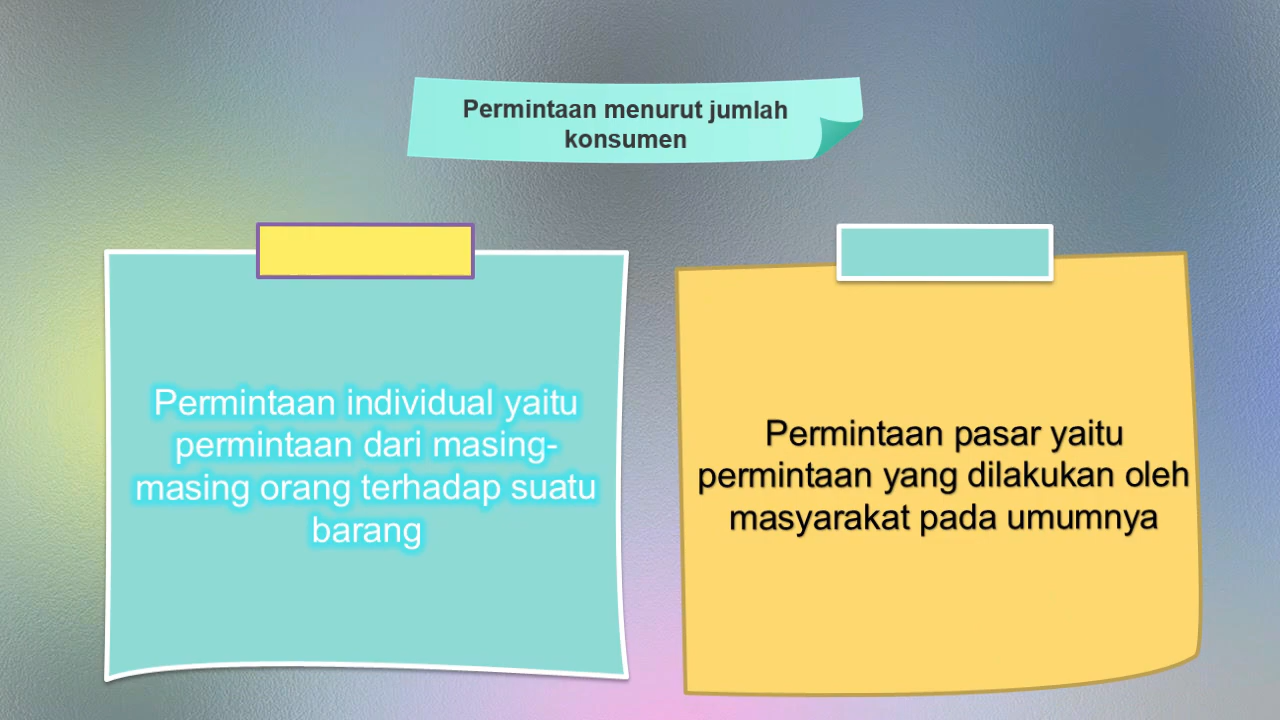 Permintaan menurut jumlah
konsumen
Permintaan individual yaitu
permintaan dari masing-
masing orang terhadap suatu
barang
Permintaan pasar yaitu
permintaan yang dilakukan oleh
masyarakat pada umumnya